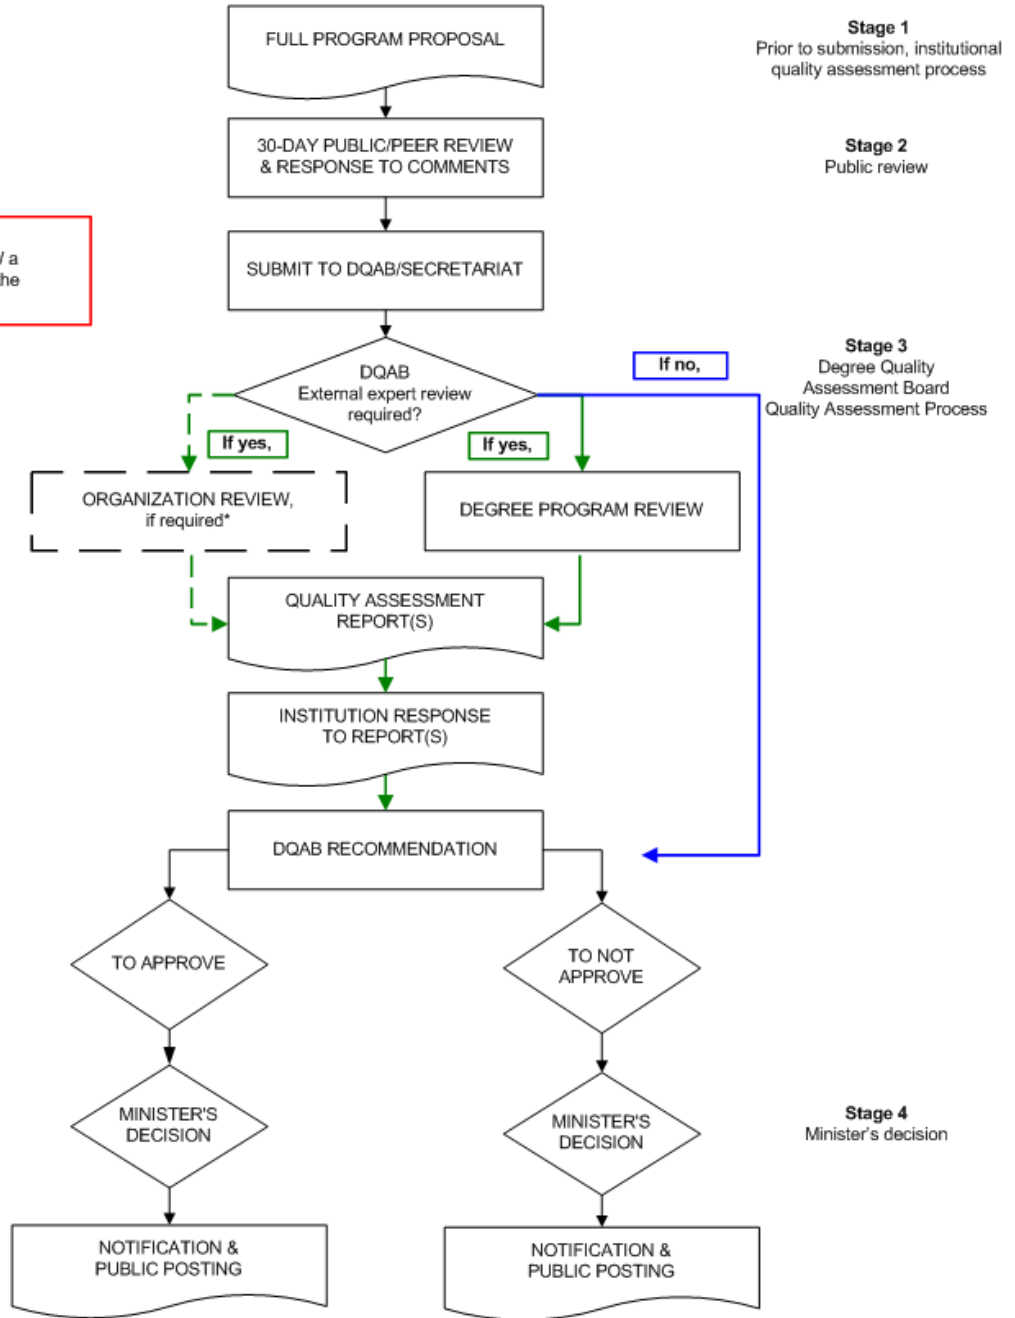 FULL PROGRAM PROPOSAL
Stage 1
Prior to submission, institutional
quality assessment process
30-DAY PUBLIC/PEER REVIEW
& RESPONSE TO COMMENTS
Stage 2
Public review
/ a
SUBMIT TO DQAB/SECRETARIAT
DQAB
External expert review
required?
If no,
Stage 3
Degree Quality
Assessment Board
Quality Assessment Process
If yes,
If yes,
ORGANIZATION REVIEW,
if required*
DEGREE PROGRAM REVIEW
QUALITY ASSESSMENT
REPORT(S)
INSTITUTION RESPONSE
TO REPORT(S)
DQAB RECOMMENDATION
TO APPROVE
TO NOT
APPROVE
MINISTER'S
DECISION
MINISTER'S
DECISION
Stage 4
Minister's decision
NOTIFICATION &
PUBLIC POSTING
NOTIFICATION &
PUBLIC POSTING